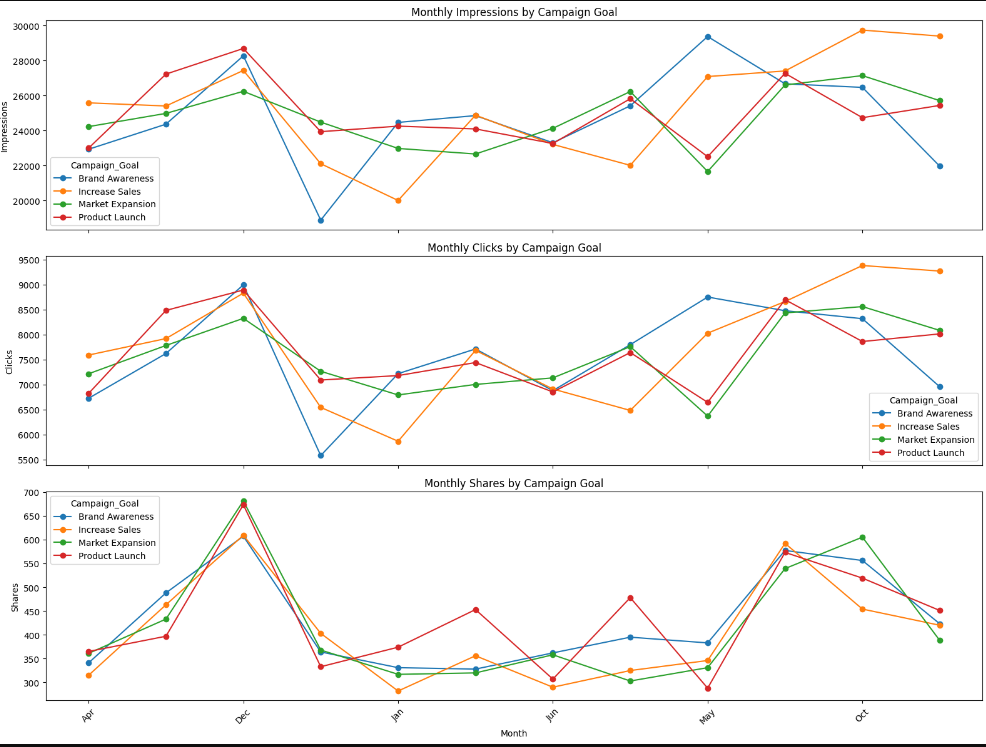 Monthly Impressions by Campaign Goal
30000
28000
26000
24000
22000
20000
Impressions
Campaign_Goal
Brand Awareness
Increase Sales
Market Expansion
Product Launch
Monthly Clicks by Campaign Goal
9500
9000
8500
8000
7500
7000
6500
6000
5500
Clicks
Campaign_Goal
Brand Awareness
Increase Sales
Market Expansion
Product Launch
Monthly Shares by Campaign Goal
700
650
600
550
500
450
400
350
300
Shares
Campaign_Goal
Brand Awareness
Increase Sales
Market Expansion
Product Launch
Apr Dec Jan Jun May Oct
Month